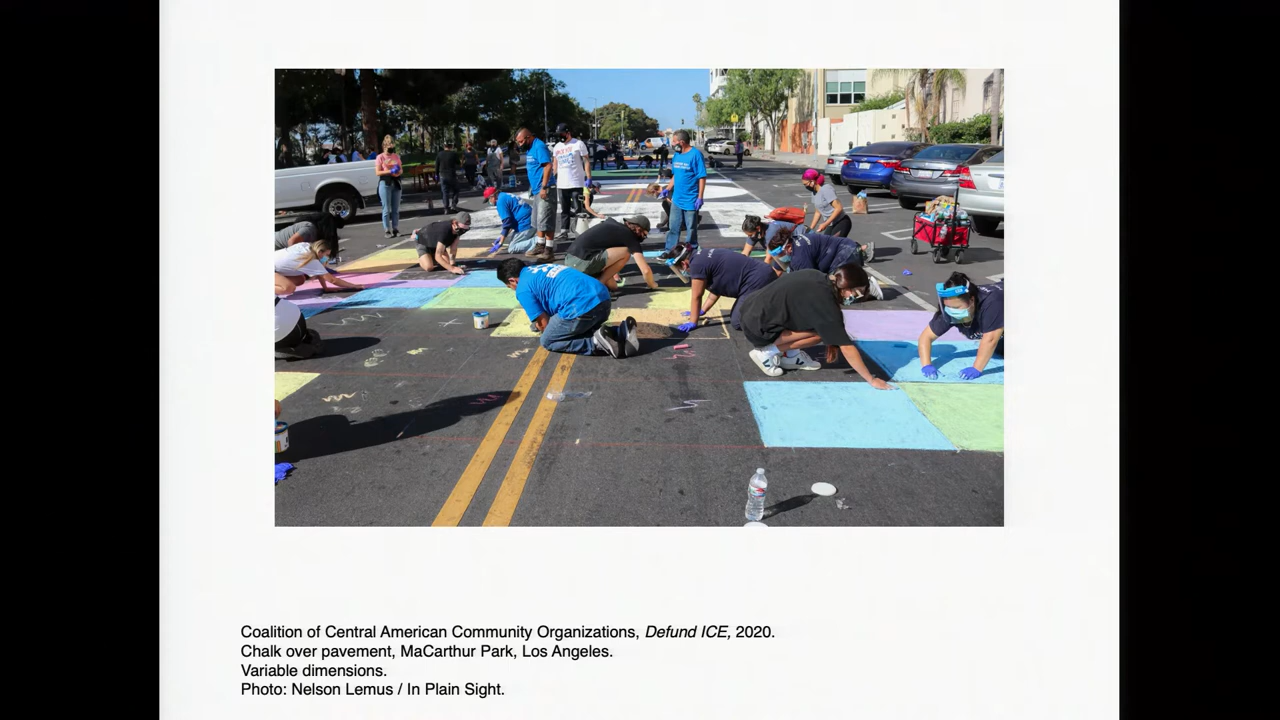 Coalition of Central American Community Organizations, Defund ICE, 2020.
Chalk over pavement, MacArthur Park, Los Angeles.
Variable dimensions.
Photo: Nelson Lemus / In Plain Sight.